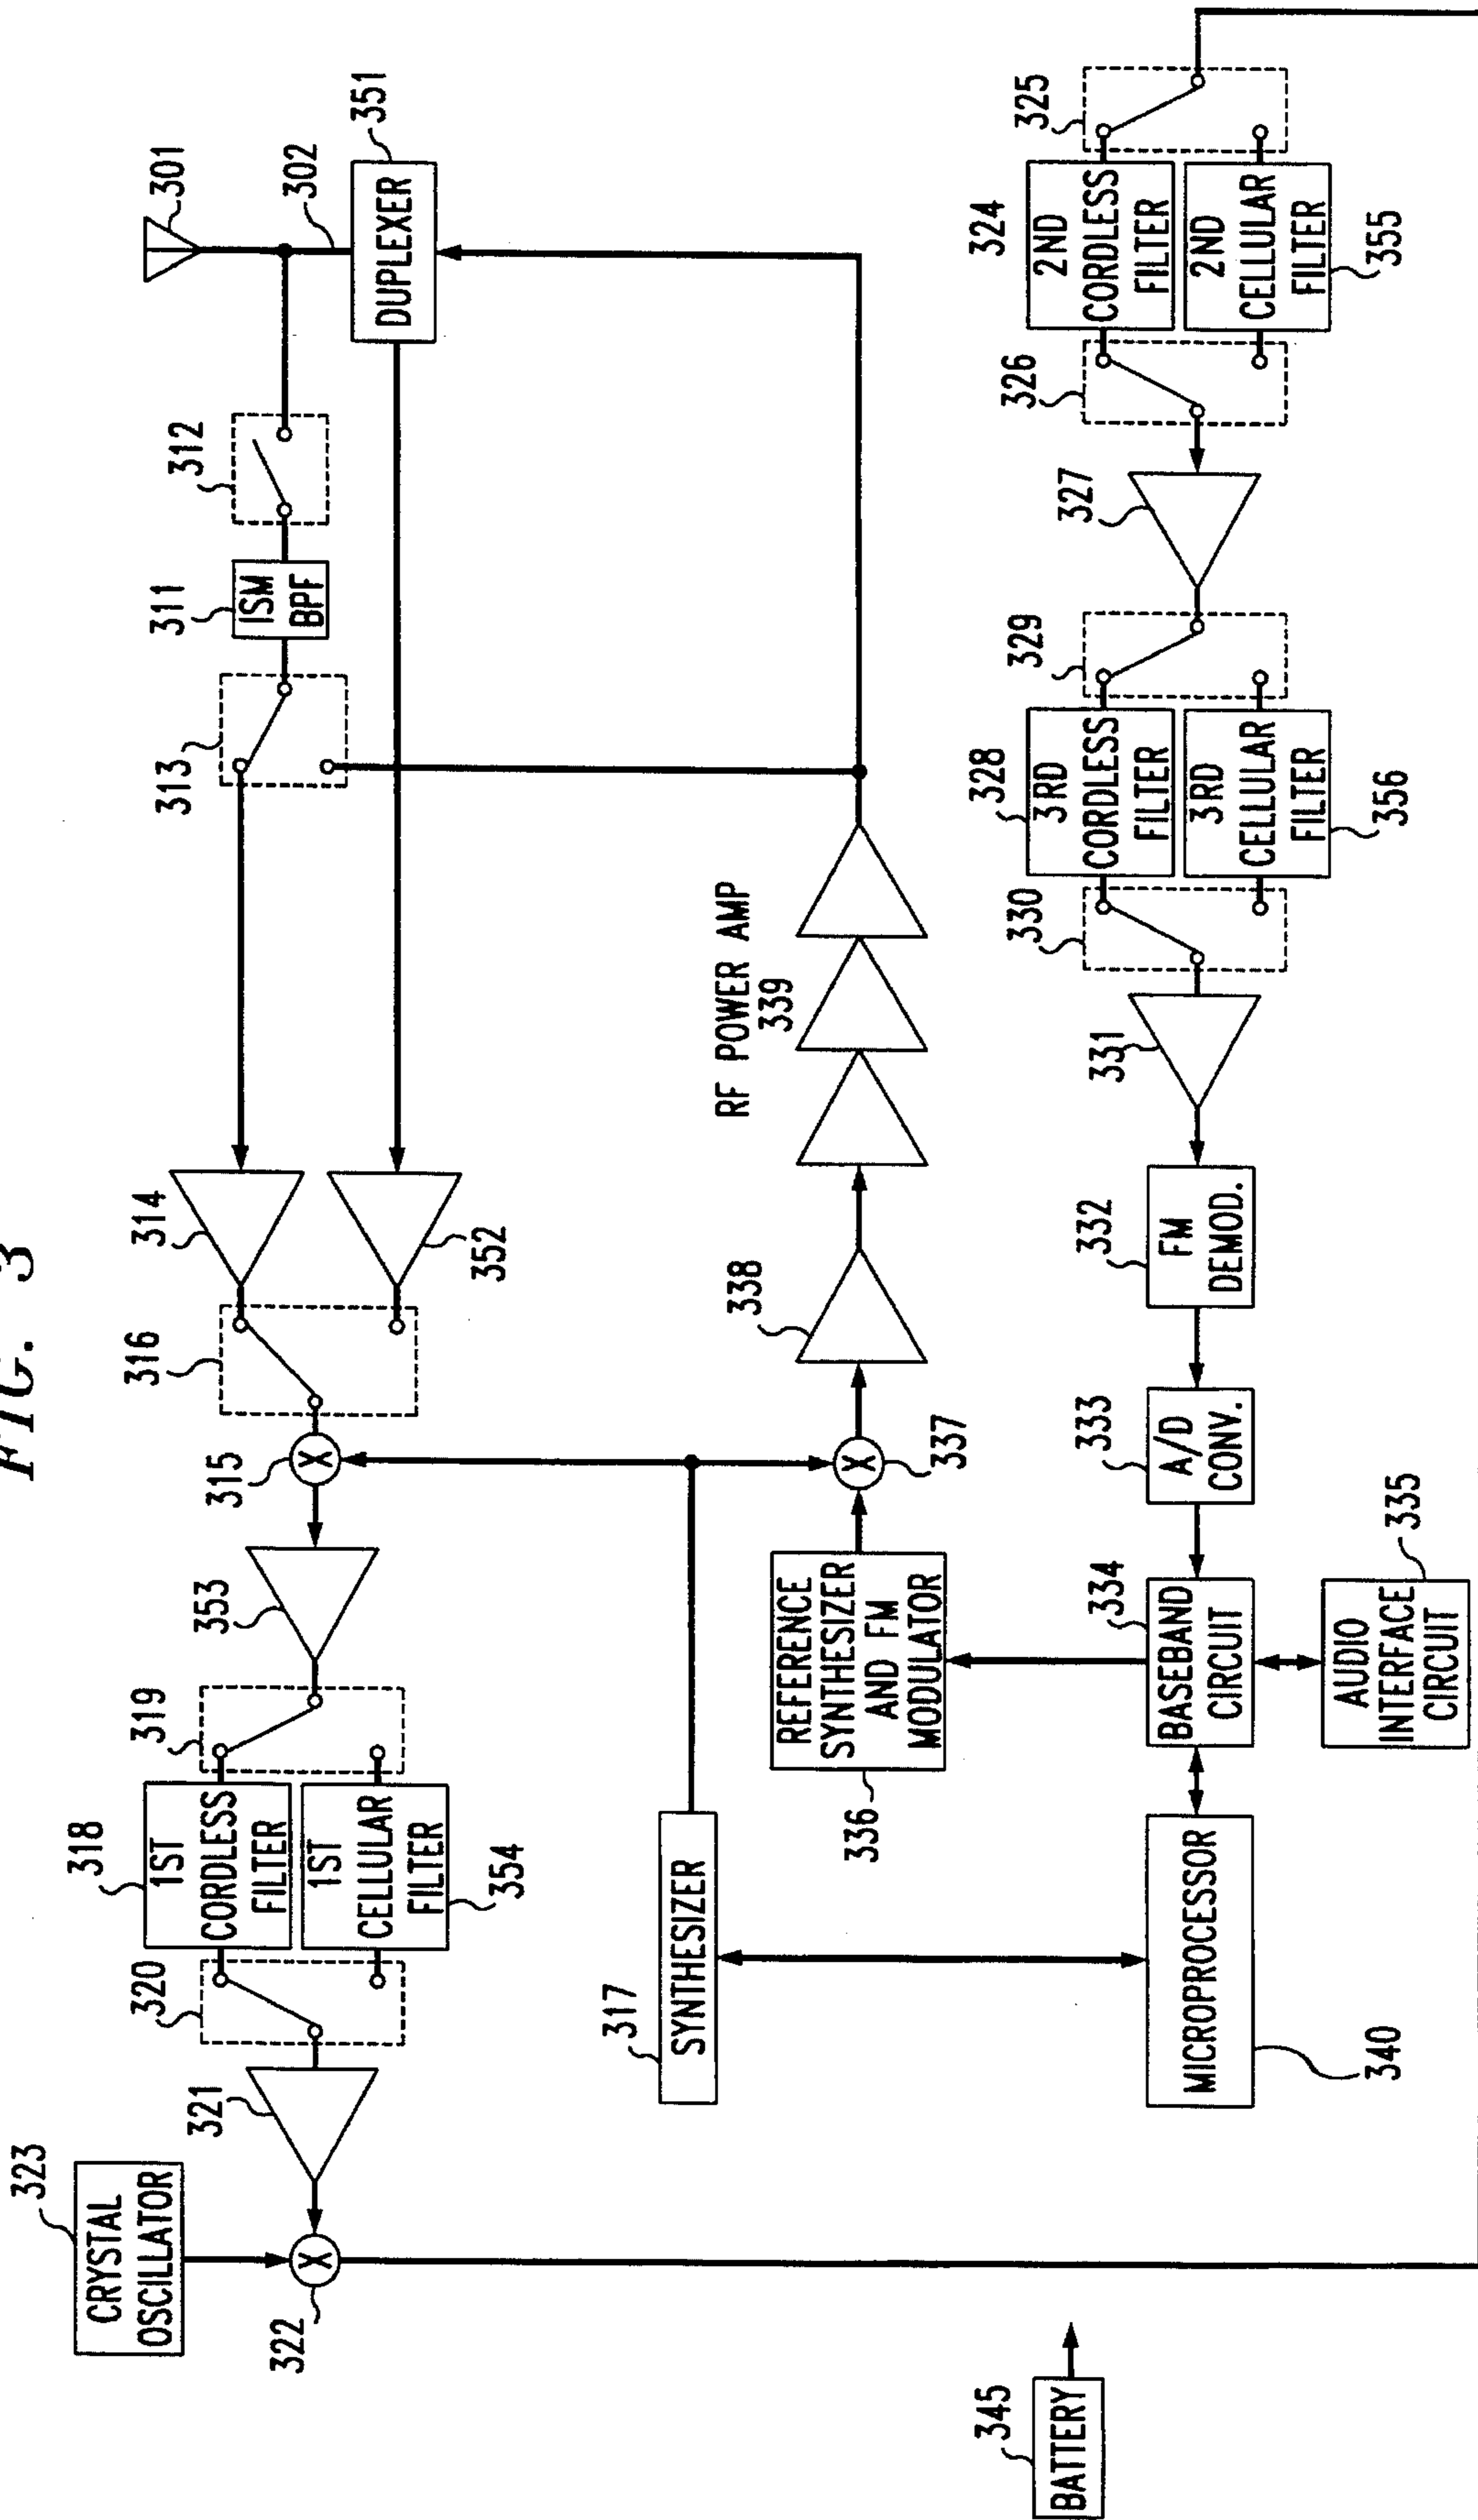 FIG. 3
301
302
351
DUPLEXER
312
311
ISM
BPF
313
314
352
316
315
353
319
318
1ST
CORDLESS
FILTER
1ST
CELLULAR
FILTER
354
320
321
323
CRYSTAL
OSCILLATOR
322
RF POWER AMP
339
338
337
REFERENCE
SYNTHESIZER
AND FM
MODULATOR
336
317
SYNTHESIZER
325
324
2ND
CORDLESS
FILTER
2ND
CELLULAR
FILTER
355
326
327
329
328
3RD
CORDLESS
FILTER
3RD
CELLULAR
FILTER
356
330
331
332
FM
DEMOD.
333
A/D
CONV.
334
BASEBAND
CIRCUIT
335
AUDIO
INTERFACE
CIRCUIT
MICROPROCESSOR
340
345
BATTERY